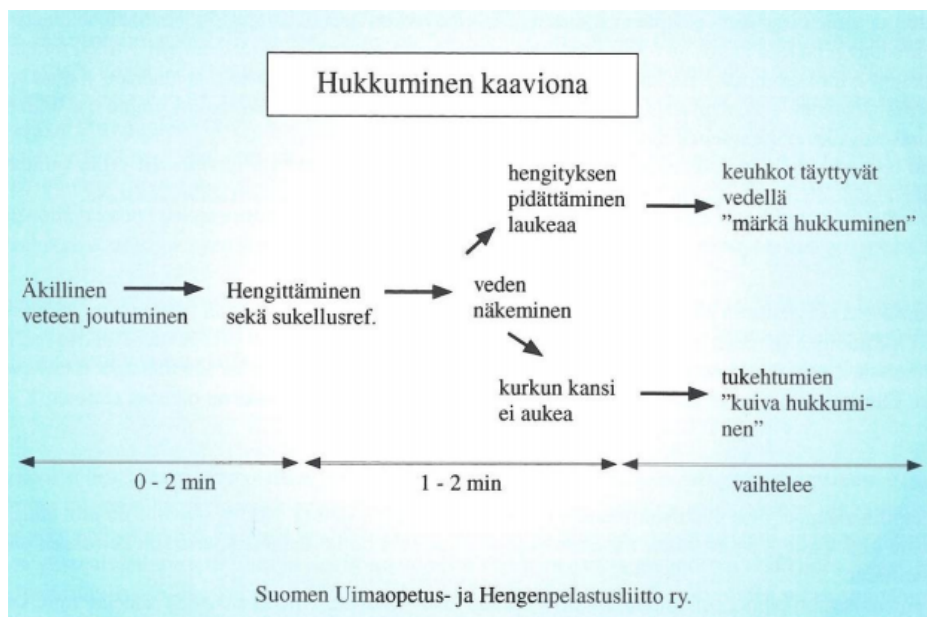 Hukkuminen kaaviona
hengityksen
pidättäminen
laukeaa
keuhkot täyttyvät
vedellä
”märkä hukkuminen”
Äkillinen
veteen joutuminen
Hengittäminen
sekä sukellusref.
veden
näkeminen
kurkun kansi
ei aukea
tukehtumien
”kuiva hukkumi-
nen”
0 - 2 min
1 - 2 min
vaihtelee
Suomen Uimaopetus- ja Hengenpelastusliitto ry.